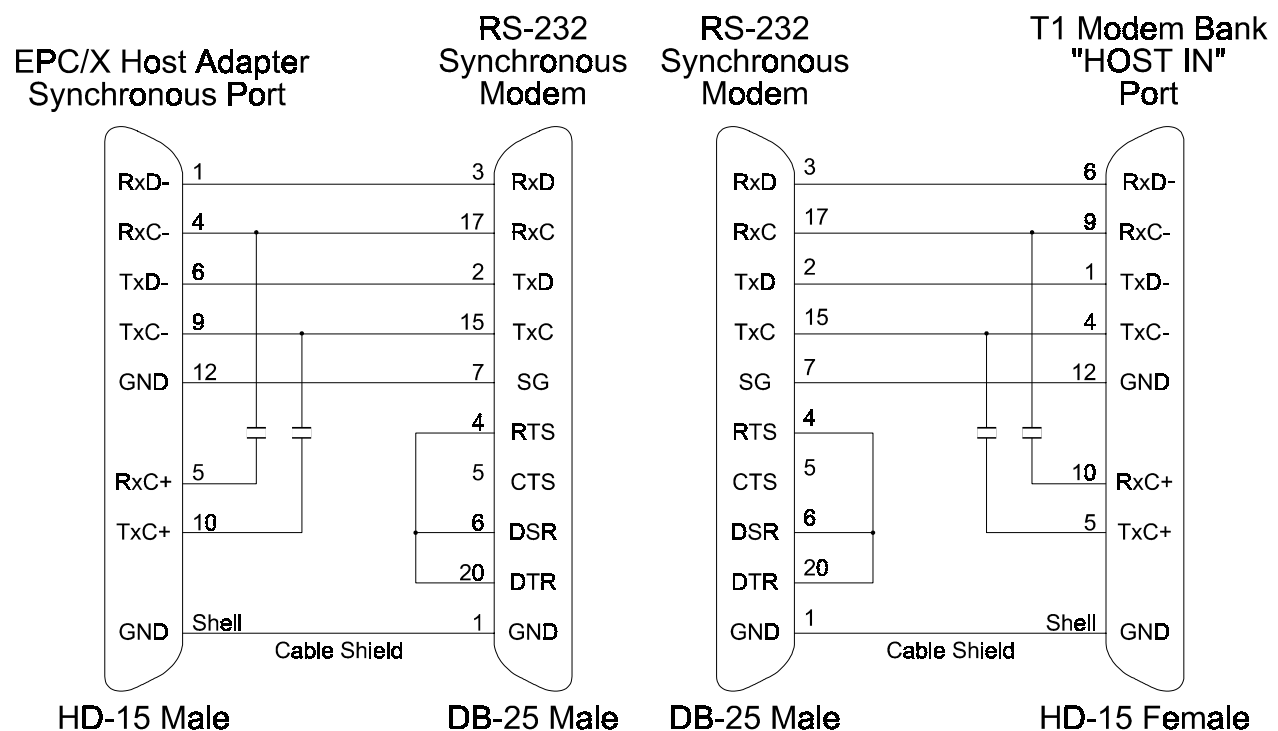 EPC/X Host Adapter
Synchronous Port
RS-232
Synchronous
Modem
RS-232
Synchronous
Modem
T1 Modem Bank
"HOST IN"
Port
RxD- 1 3 RxD
RxC- 4 17 RxC
TxD- 6 2 TxD
TxC- 9 15 TxC
GND 12 7 SG
4 RTS
RxC+ 5 5 CTS
TxC+ 10 6 DSR
20 DTR
GND Shell 1 GND
Cable Shield
HD-15 Male
DB-25 Male
RxD 3 6 RxD-
RxC 17 9 RxC-
TxD 2 1 TxD-
TxC 15 4 TxC-
SG 7 12 GND
RTS 4
CTS 5 10 RxC+
DSR 6 5 TxC+
DTR 20
GND 1 Shell GND
Cable Shield
DB-25 Male
HD-15 Female